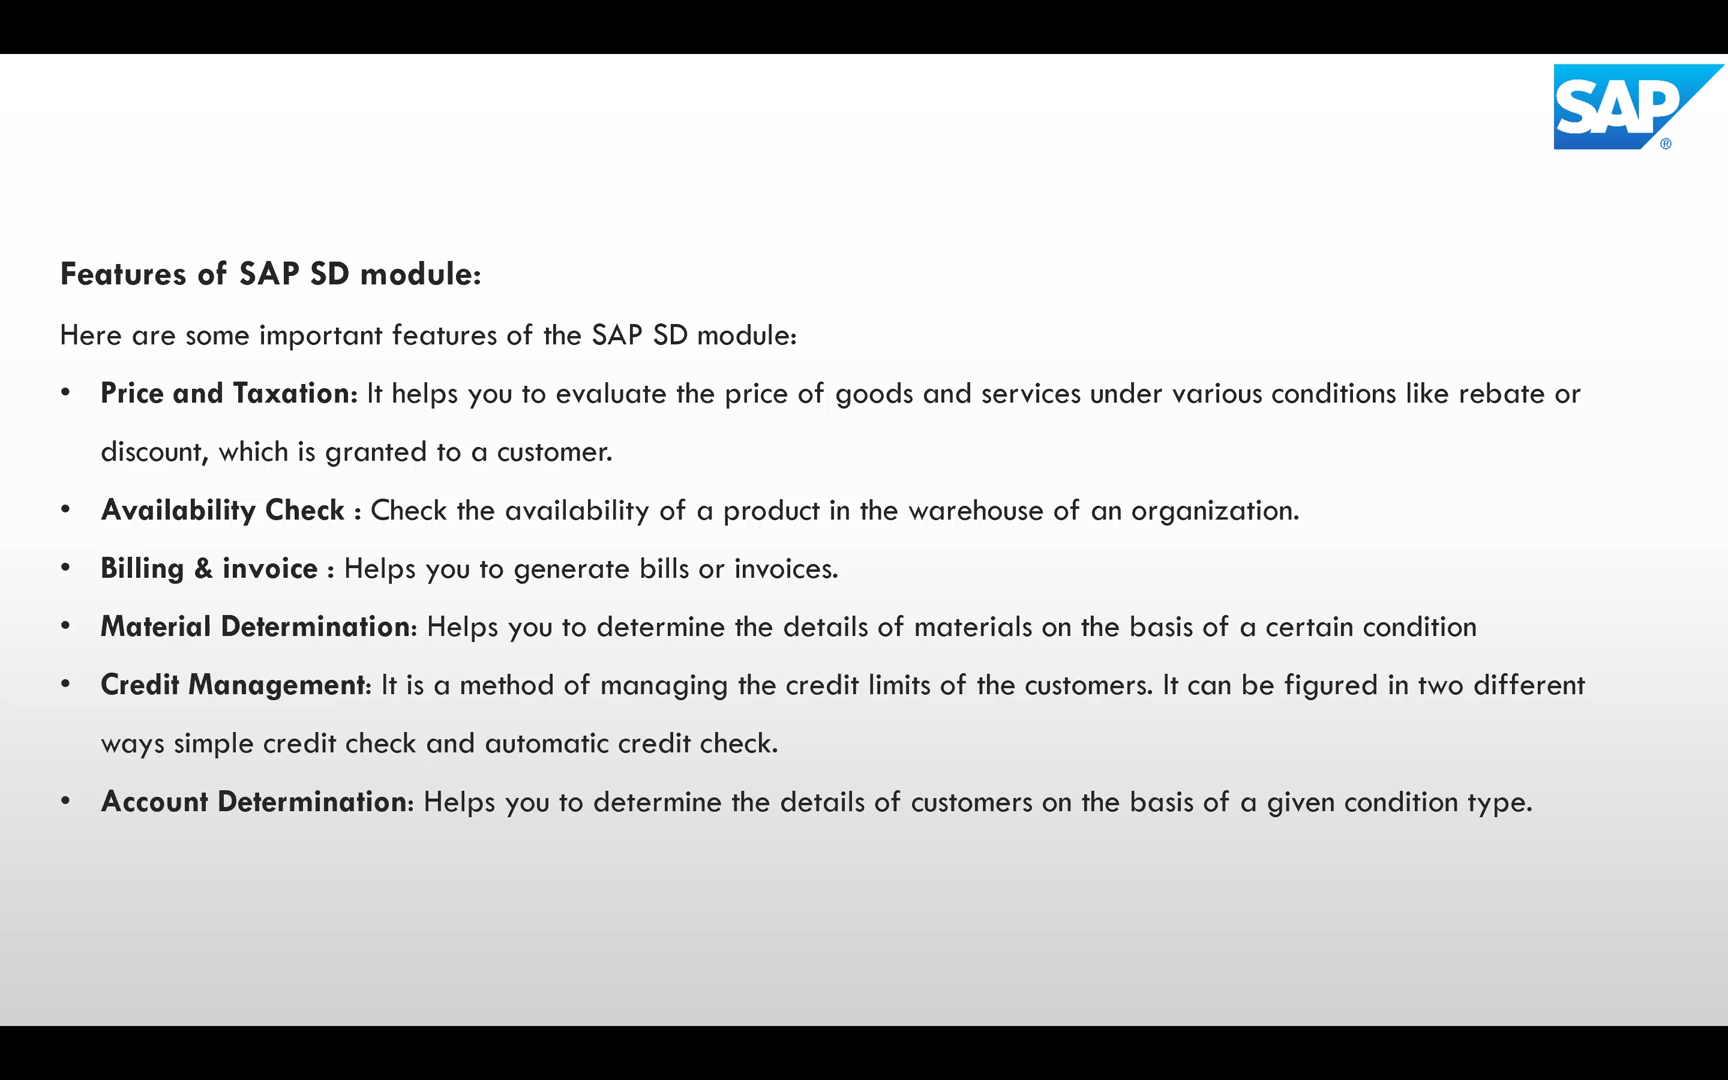 SAP
®
Features of SAP SD module:
Here are some important features of the SAP SD module:
• Price and Taxation: It helps you to evaluate the price of goods and services under various conditions like rebate or
discount, which is granted to a customer.
• Availability Check : Check the availability of a product in the warehouse of an organization.
• Billing & invoice : Helps you to generate bills or invoices.
• Material Determination: Helps you to determine the details of materials on the basis of a certain condition
• Credit Management: It is a method of managing the credit limits of the customers. It can be figured in two different
ways simple credit check and automatic credit check.
• Account Determination: Helps you to determine the details of customers on the basis of a given condition type.